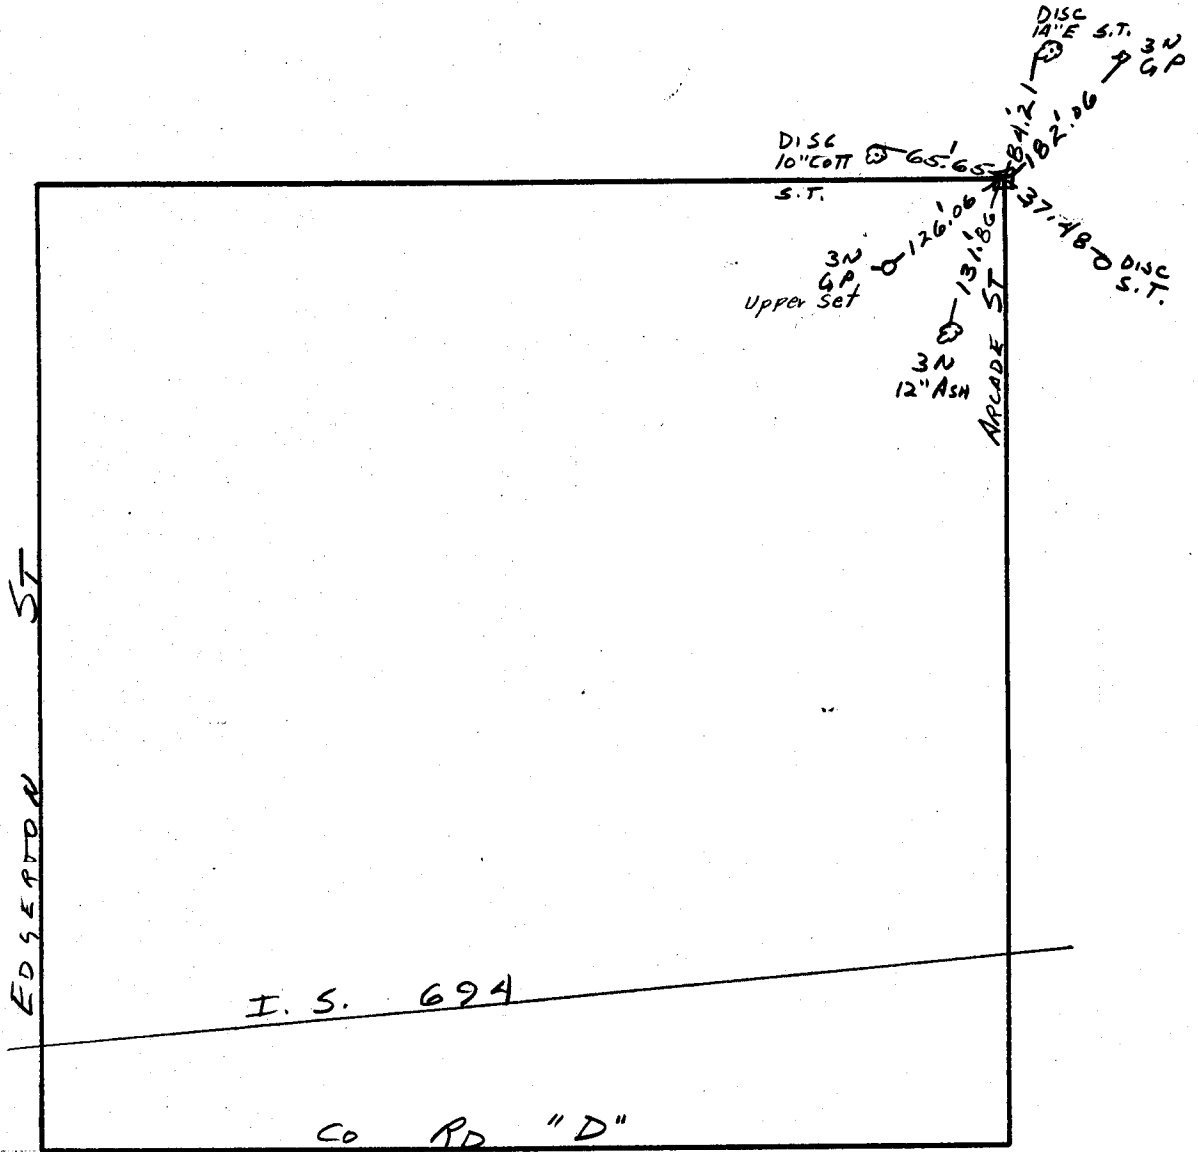 DISC
14"E S.T.
3N
GP
84.'21
182.'06
DISC
10"COTT
S.T.
65.'65
37.48
DISC
S.T.
126.'06
3N
GP
Upper Set
131.'86
3N
12"ASH
ARCADE ST
EDGERTON ST
I. S. 694
CO RD "D"